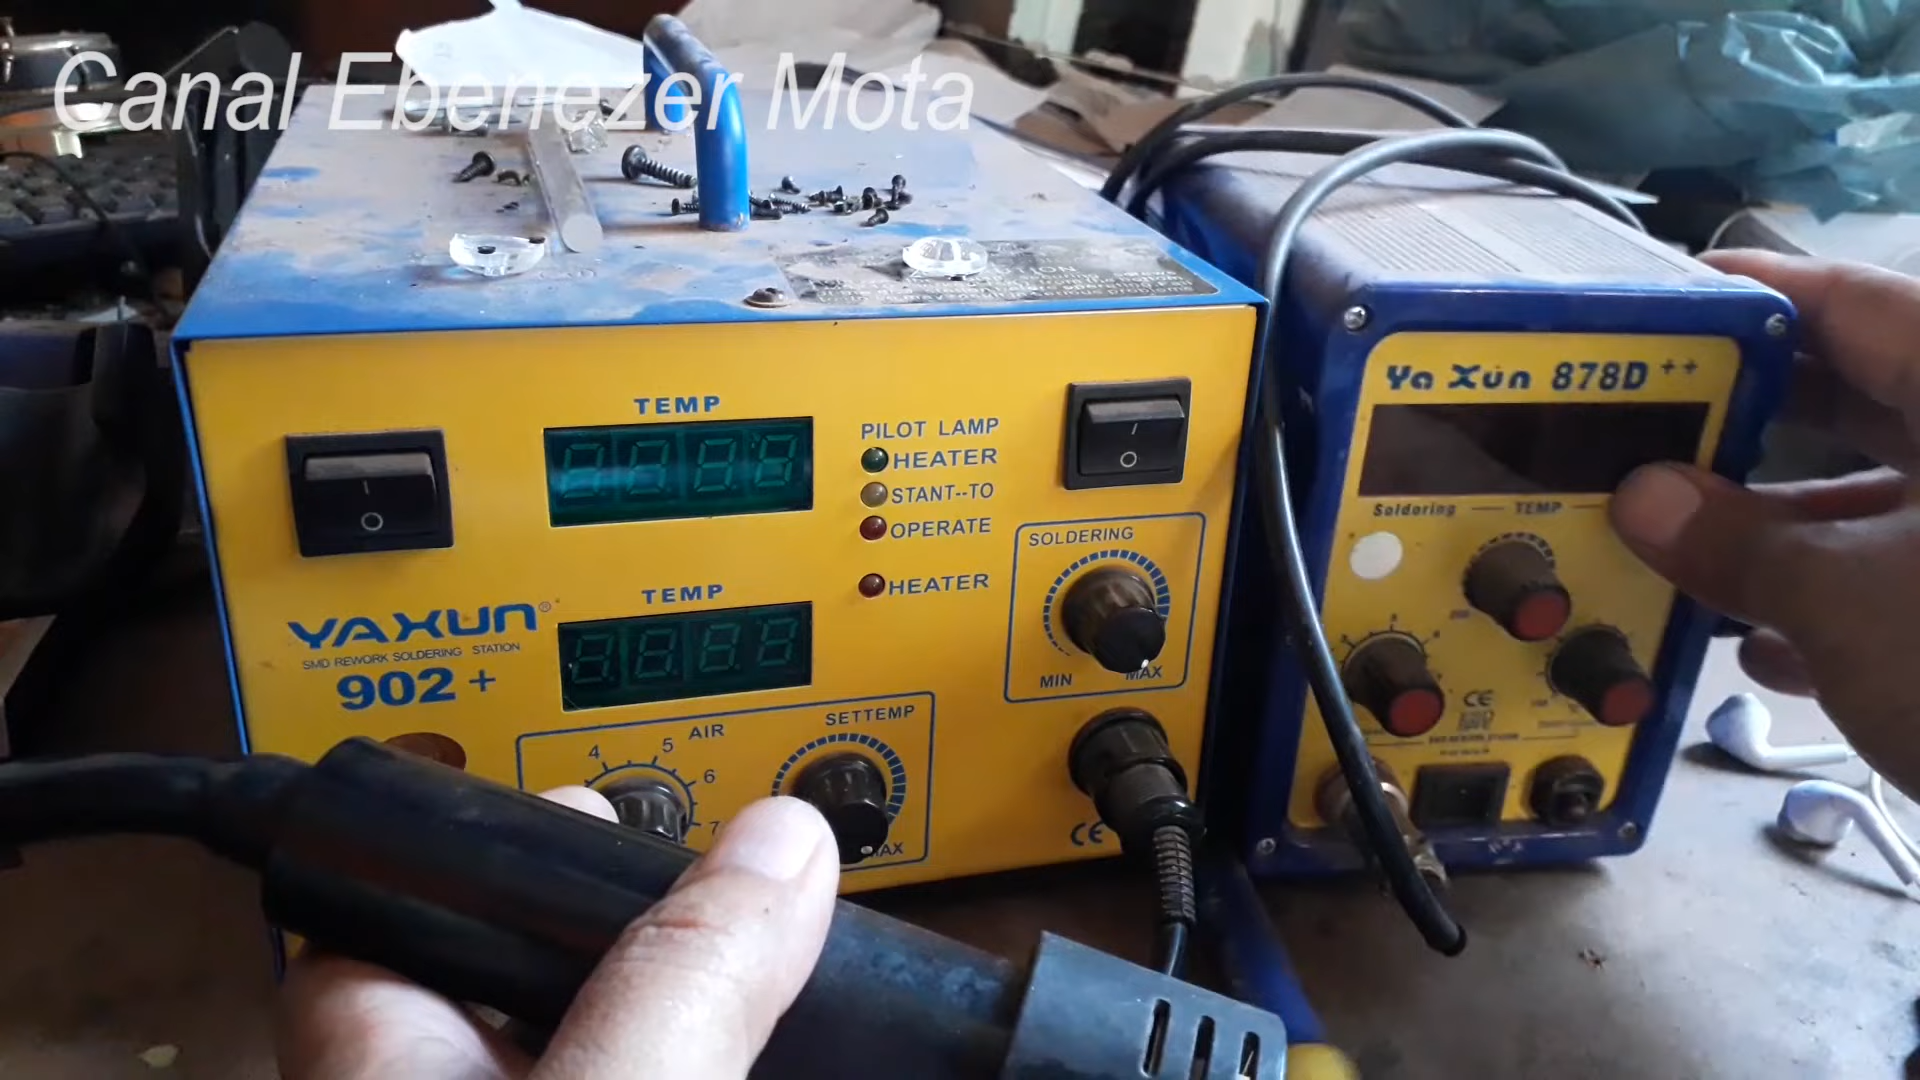 Canal Ebenezer Mota
TEMP
PILOT LAMP
HEATER
STANT--TO
OPERATE
HEATER
TEMP
YAXUN®
SMD REWORK SOLDERING STATION
902+
SOLDERING
MIN MAX
AIR
4 5 6 7
SETTEMP
MAX
CE
Ya Xun 878D++
Soldering TEMP
CE